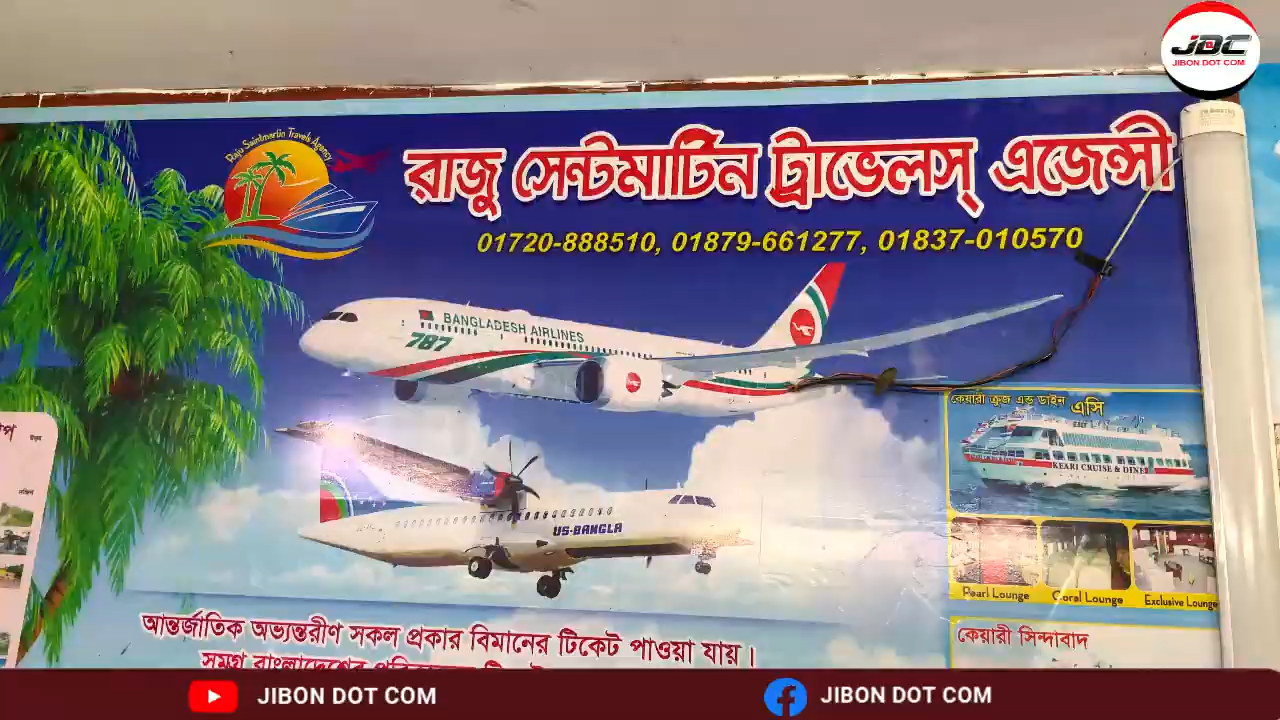 JDC
JIBON DOT COM
Raju Saintmartin Travels Agency
রাজু সেন্টমার্টিন ট্রাভেলস্ এজেন্সী
01720-888510, 01879-661277, 01837-010570
BANGLADESH AIRLINES
787
কেয়ারী ক্রুজ এন্ড ডাইন এসি
KEARI CRUISE & DINE
US-BANGLA
Pearl Lounge
Coral Lounge
Exclusive Lounge
আন্তর্জাতিক অভ্যন্তরীণ সকল প্রকার বিমানের টিকেট পাওয়া যায়।
কেয়ারী সিন্দাবাদ
সমগ্র বাংলাদেশের
JIBON DOT COM
JIBON DOT COM